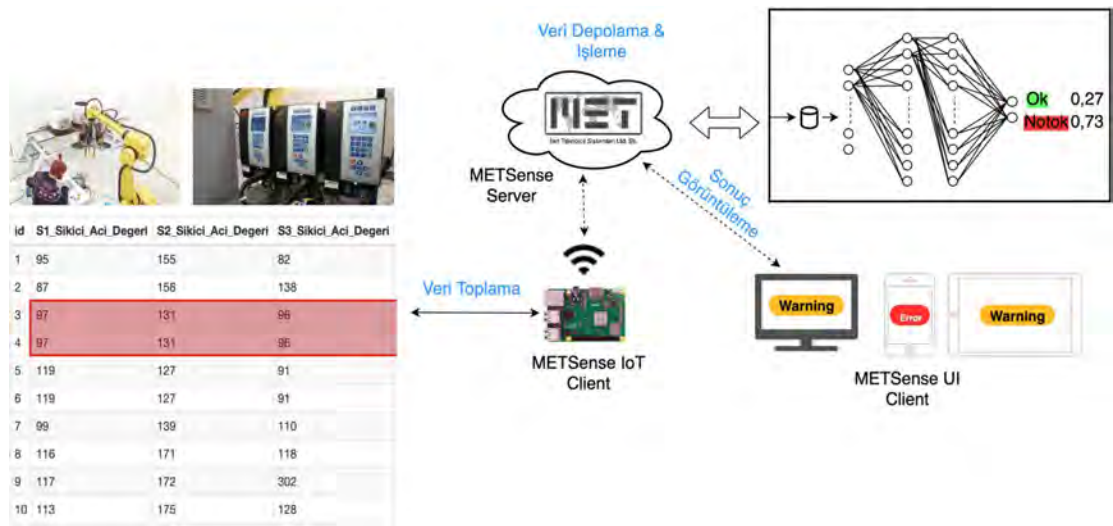 Veri Depolama &
İşleme
MET
METSense
Server
Ok 0,27
Notok 0,73
Sonuç
Görüntüleme
id S1_Sikici_Aci_Degeri S2_Sikici_Aci_Degeri S3_Sikici_Aci_Degeri
1 95 155 82
2 87 158 138
3 97 131 96
4 97 131 96
5 119 127 91
6 119 127 91
7 99 139 110
8 116 171 118
9 117 172 302
10 113 175 128
Veri Toplama
METSense IoT
Client
Warning
Error
Warning
METSense UI
Client